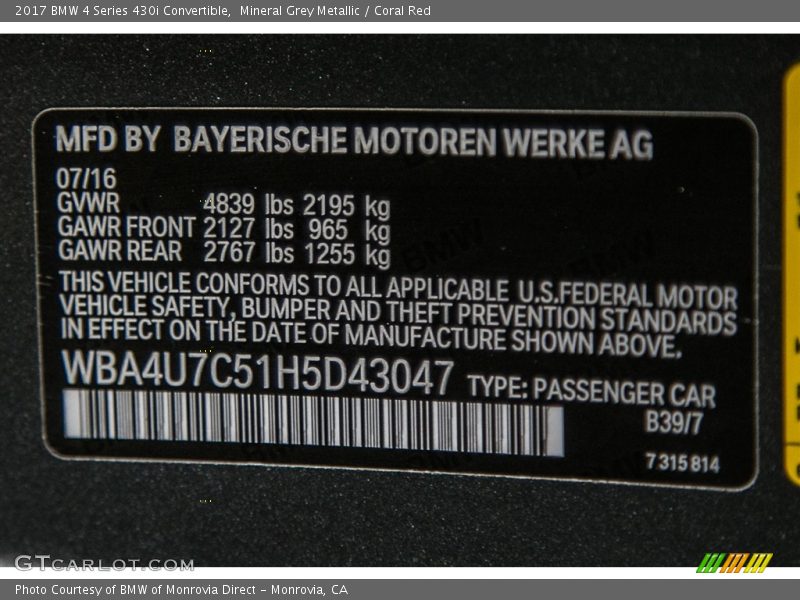 2017 BMW 4 Series 430i Convertible,  Mineral Grey Metallic / Coral Red
MFD BY BAYERISCHE MOTOREN WERKE AG
07/16
GVWR 4839 lbs 2195 kg
GAWR FRONT 2127 lbs 965 kg
GAWR REAR 2767 lbs 1255 kg
THIS VEHICLE CONFORMS TO ALL APPLICABLE U.S.FEDERAL MOTOR
VEHICLE SAFETY, BUMPER AND THEFT PREVENTION STANDARDS
IN EFFECT ON THE DATE OF MANUFACTURE SHOWN ABOVE.
WBA4U7C51H5D43047 TYPE: PASSENGER CAR
B39/7
7315814
GTCARLOT.COM
Photo Courtesy of BMW of Monrovia Direct – Monrovia, CA